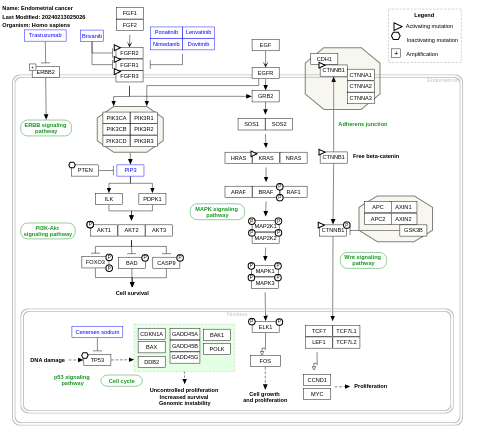 Name: Endometrial cancer
Last Modified: 20240213025026
Organism: Homo sapiens
Trastuzumab
Brivanib
FGF1
FGF2
FGFR2
FGFR1
FGFR3
Ponatinib
Lenvatinib
Nintedanib
Dovitinib
Legend
Activating mutation
Inactivating mutation
Amplification
ERBB2
EGF
EGFR
GRB2
CDH1
CTNNB1
CTNNA1
CTNNA2
CTNNA3
ERBB signaling
pathway
PIK3CA
PIK3R1
PIK3CB
PIK3R2
PIK3CD
PIK3R3
SOS1
SOS2
Adherens junction
PTEN
PIP3
HRAS
KRAS
NRAS
CTNNB1
Free beta-catenin
ILK
PDPK1
ARAF
BRAF
RAF1
MAPK signaling
pathway
PI3K-Akt
signaling pathway
AKT1
AKT2
AKT3
MAP2K1
MAP2K2
CTNNB1
APC
AXIN1
APC2
AXIN2
GSK3B
Wnt signaling
pathway
FOXO3
BAD
CASP9
MAPK1
MAPK3
Cell survival
Nucleus
Cenersen sodium
CDKN1A
GADD45A
BAK1
BAX
GADD45B
POLK
DDB2
GADD45G
ELK1
TCF7
TCF7L1
LEF1
TCF7L2
DNA damage
TP53
FOS
p53 signaling
pathway
Cell cycle
CCND1
MYC
Proliferation
Uncontrolled proliferation
Increased survival
Genomic instability
Cell growth
and proliferation